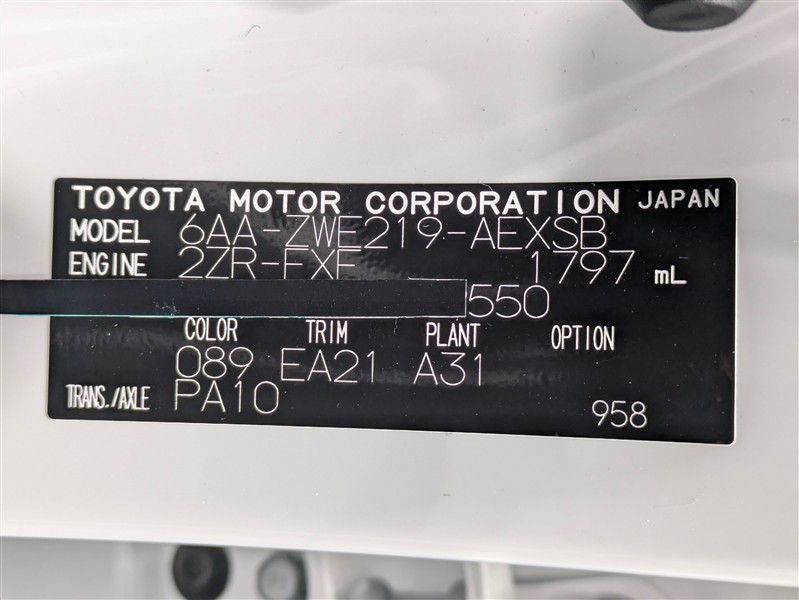 TOYOTA MOTOR CORPORATION JAPAN
MODEL 6AA-ZWE219-AEXSB
ENGINE 2ZR-FXE 1797 mL
550
COLOR TRIM PLANT OPTION
089 EA21 A31
TRANS./AXLE PA10 958